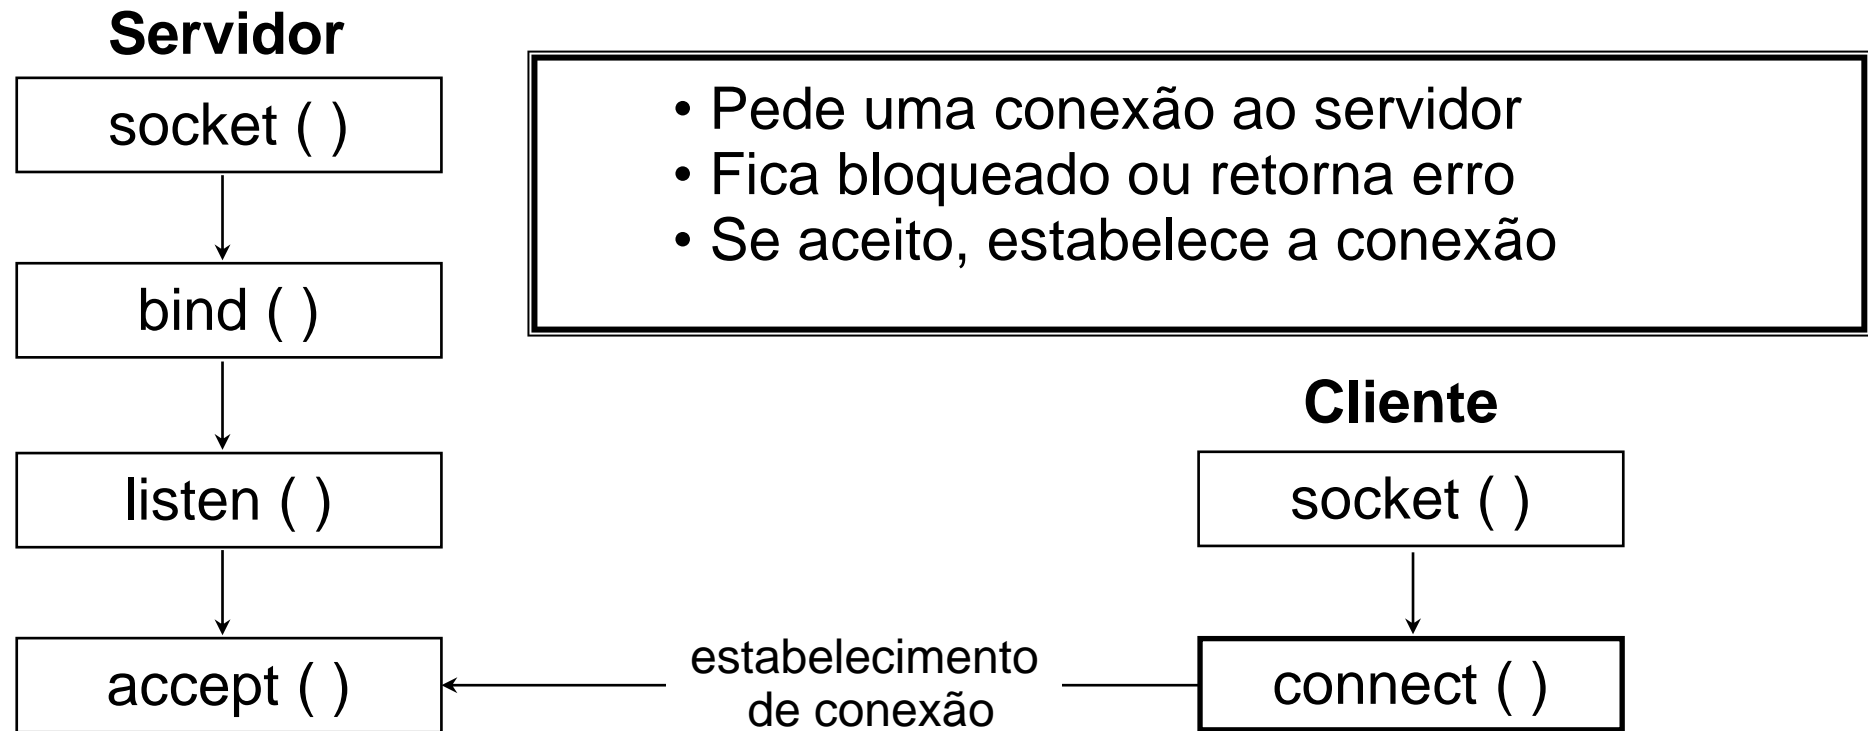 Servidor
socket ( )
bind ( )
listen ( )
accept ( )
• Pede uma conexão ao servidor
• Fica bloqueado ou retorna erro
• Se aceito, estabelece a conexão
Cliente
socket ( )
connect ( )
estabelecimento
de conexão